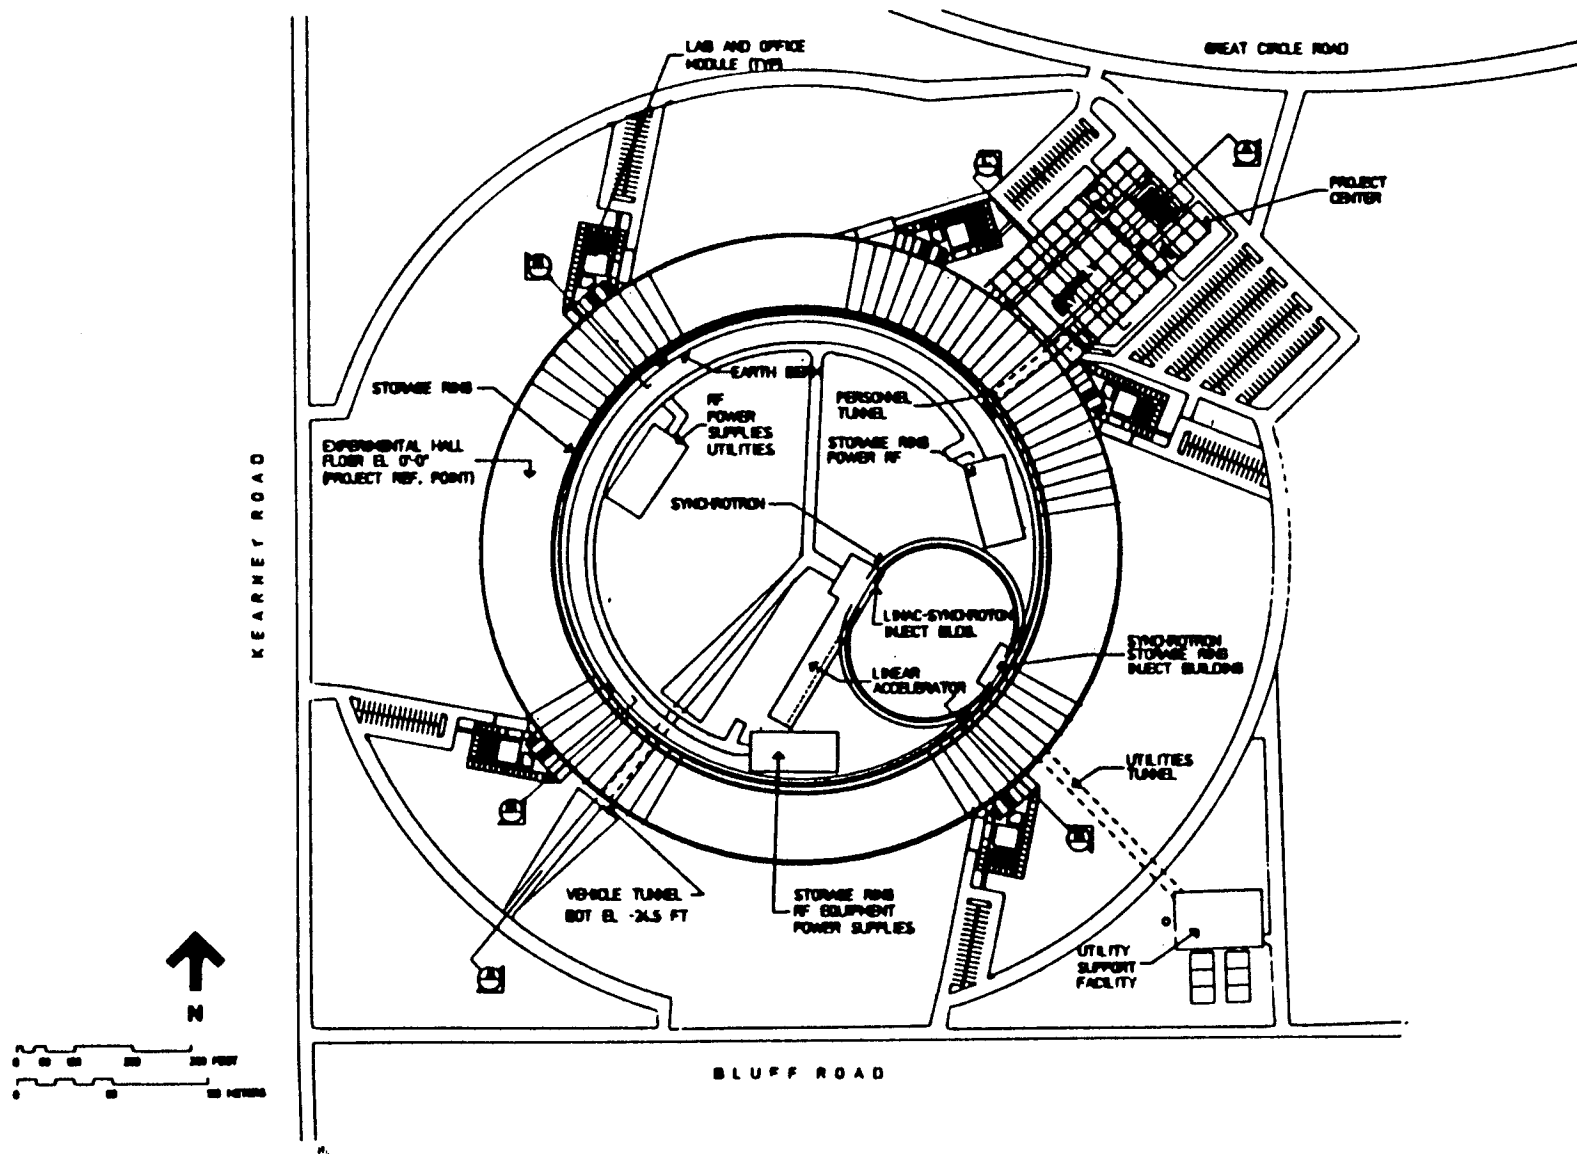 LAB AND OFFICE
MODULE (TYP)
GREAT CIRCLE ROAD
PROJECT
CENTER
STORAGE RING
EARTH BERM
RF
POWER
SUPPLIES
UTILITIES
PERSONNEL
TUNNEL
STORAGE RING
POWER RF
EXPERIMENTAL HALL
FLOOR EL 0'-0"
(PROJECT REF. POINT)
SYNCHROTRON
KEARNEY ROAD
LINAC-SYNCHROTON
INJECT BLDG.
SYNCHROTRON
STORAGE RING
INJECT BUILDING
LINEAR
ACCELERATOR
UTILITIES
TUNNEL
VEHICLE TUNNEL
BOT EL -24.5 FT
STORAGE RING
RF EQUIPMENT
POWER SUPPLIES
UTILITY
SUPPORT
FACILITY
N
FEET
METERS
BLUFF ROAD